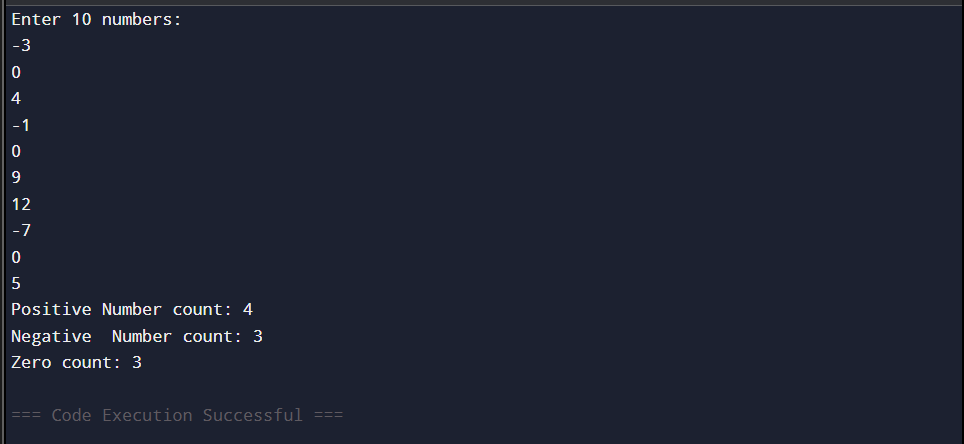 Enter 10 numbers:
-3
0
4
-1
0
9
12
-7
0
5
Positive Number count: 4
Negative  Number count: 3
Zero count: 3
=== Code Execution Successful ===